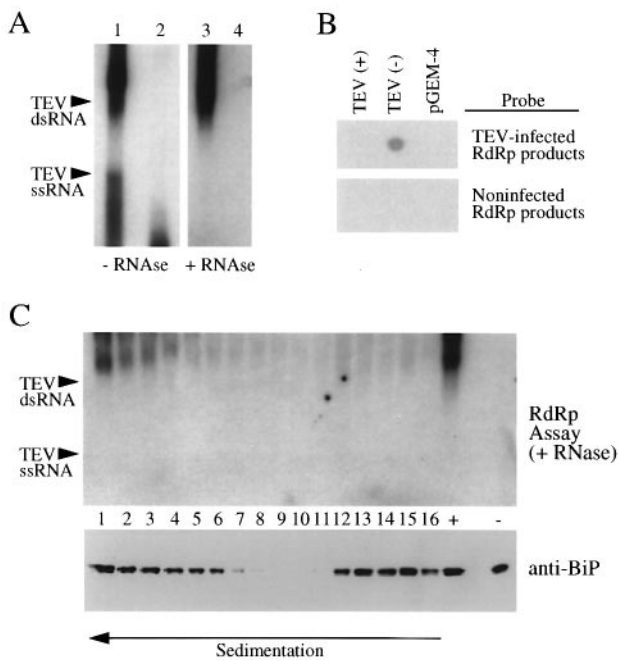 A
1 2 3 4
TEV
dsRNA
TEV
ssRNA
- RNAse + RNAse
B
TEV (+)
TEV (-)
pGEM-4
Probe
TEV-infected
RdRp products
Noninfected
RdRp products
C
TEV
dsRNA
TEV
ssRNA
RdRp
Assay
(+ RNase)
1 2 3 4 5 6 7 8 9 10 11 12 13 14 15 16 + -
anti-BiP
Sedimentation